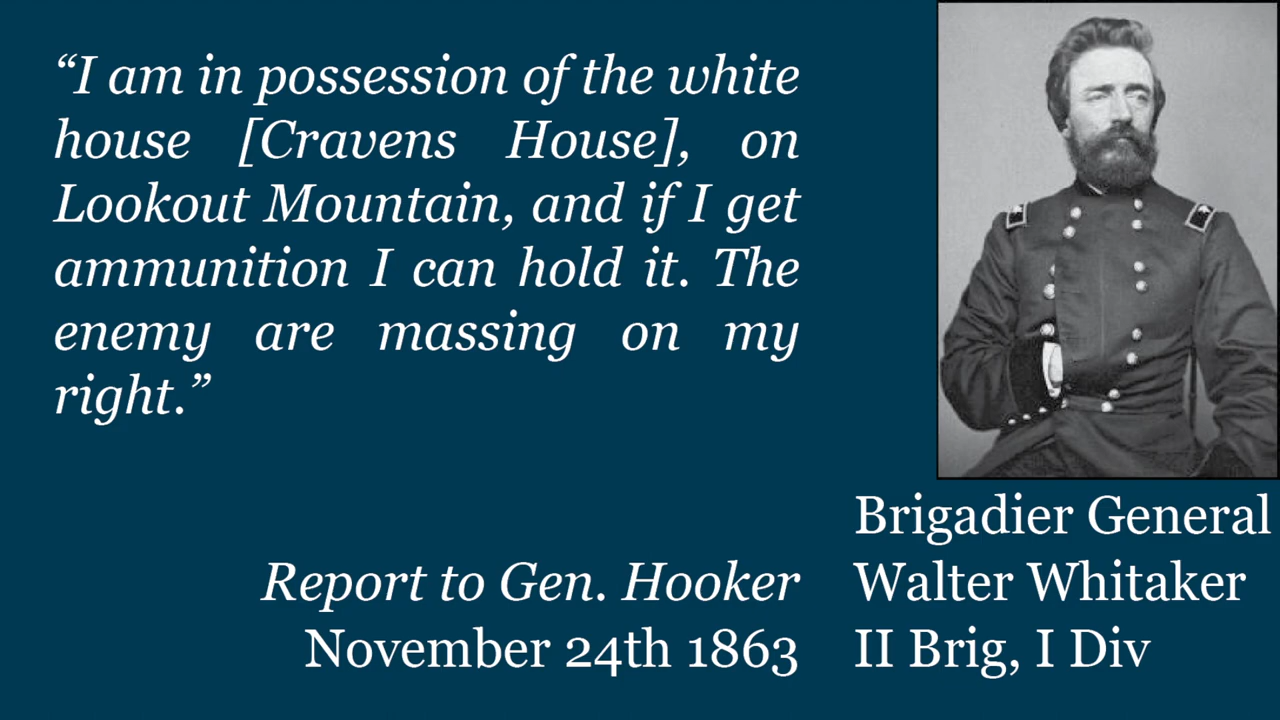 “I am in possession of the white
house [Cravens House], on
Lookout Mountain, and if I get
ammunition I can hold it. The
enemy are massing on my
right.”
Report to Gen. Hooker
November 24th 1863
Brigadier General
Walter Whitaker
II Brig, I Div